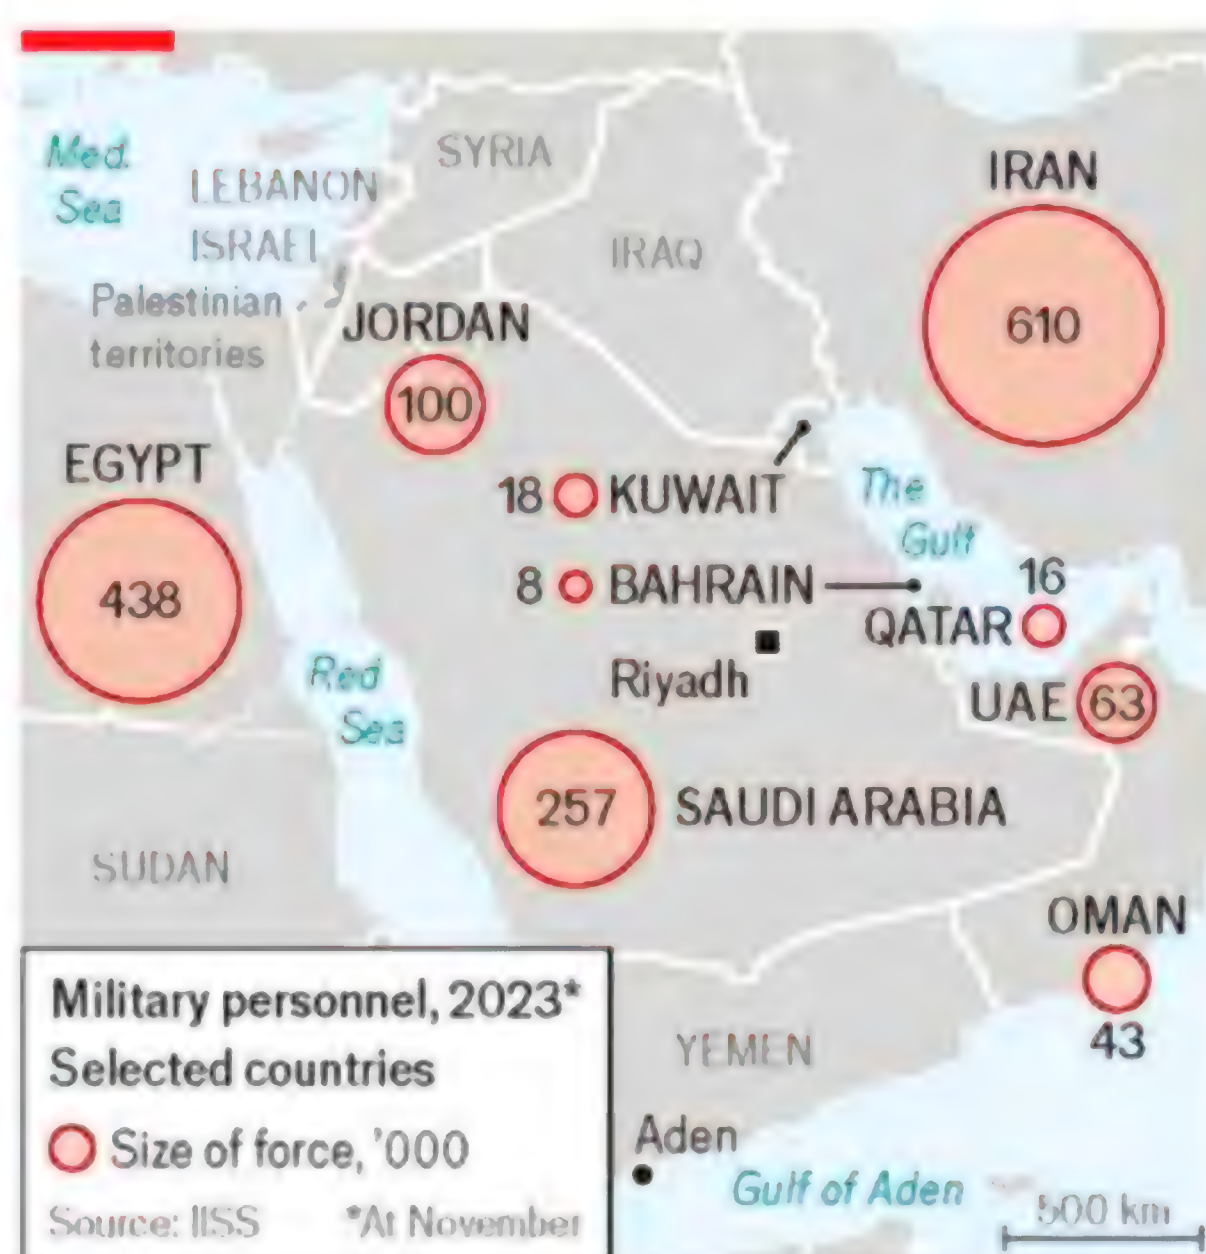 Med.
Sea
LEBANON
ISRAEL
Palestinian
territories
SYRIA
IRAQ
IRAN
610
JORDAN
100
EGYPT
438
18 KUWAIT
8 BAHRAIN
The
Gulf
16
QATAR
Riyadh
UAE 63
Red
Sea
257 SAUDI ARABIA
SUDAN
OMAN
43
YEMEN
Aden
Gulf of Aden
500 km
Military personnel, 2023*
Selected countries
Size of force, '000
Source: IISS *At November